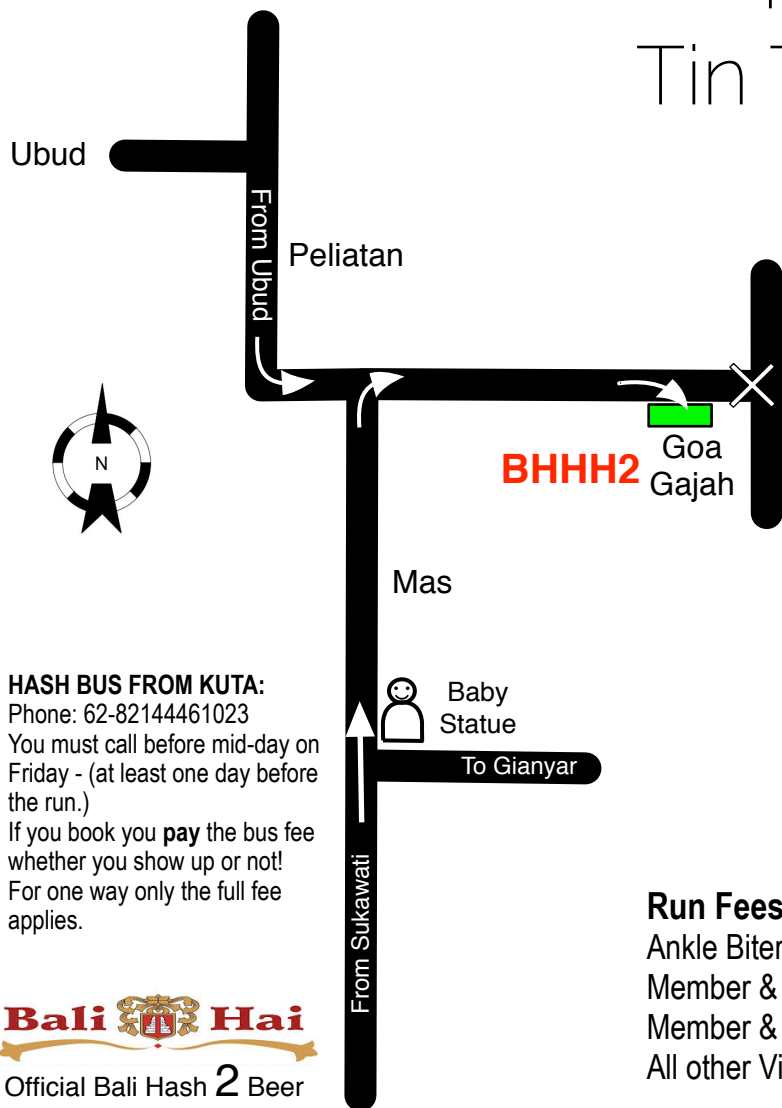 Tin
Ubud
From Ubud
Peliatan
N
BHHH2
Goa
Gajah
Mas
HASH BUS FROM KUTA:
Phone: 62-82144461023
You must call before mid-day on
Friday - (at least one day before
the run.)
If you book you pay the bus fee
whether you show up or not!
For one way only the full fee
applies.
Baby
Statue
To Gianyar
From Sukawati
Run Fees
Ankle Biter
Member &
Member &
All other Vi
Bali Hai
Official Bali Hash 2 Beer